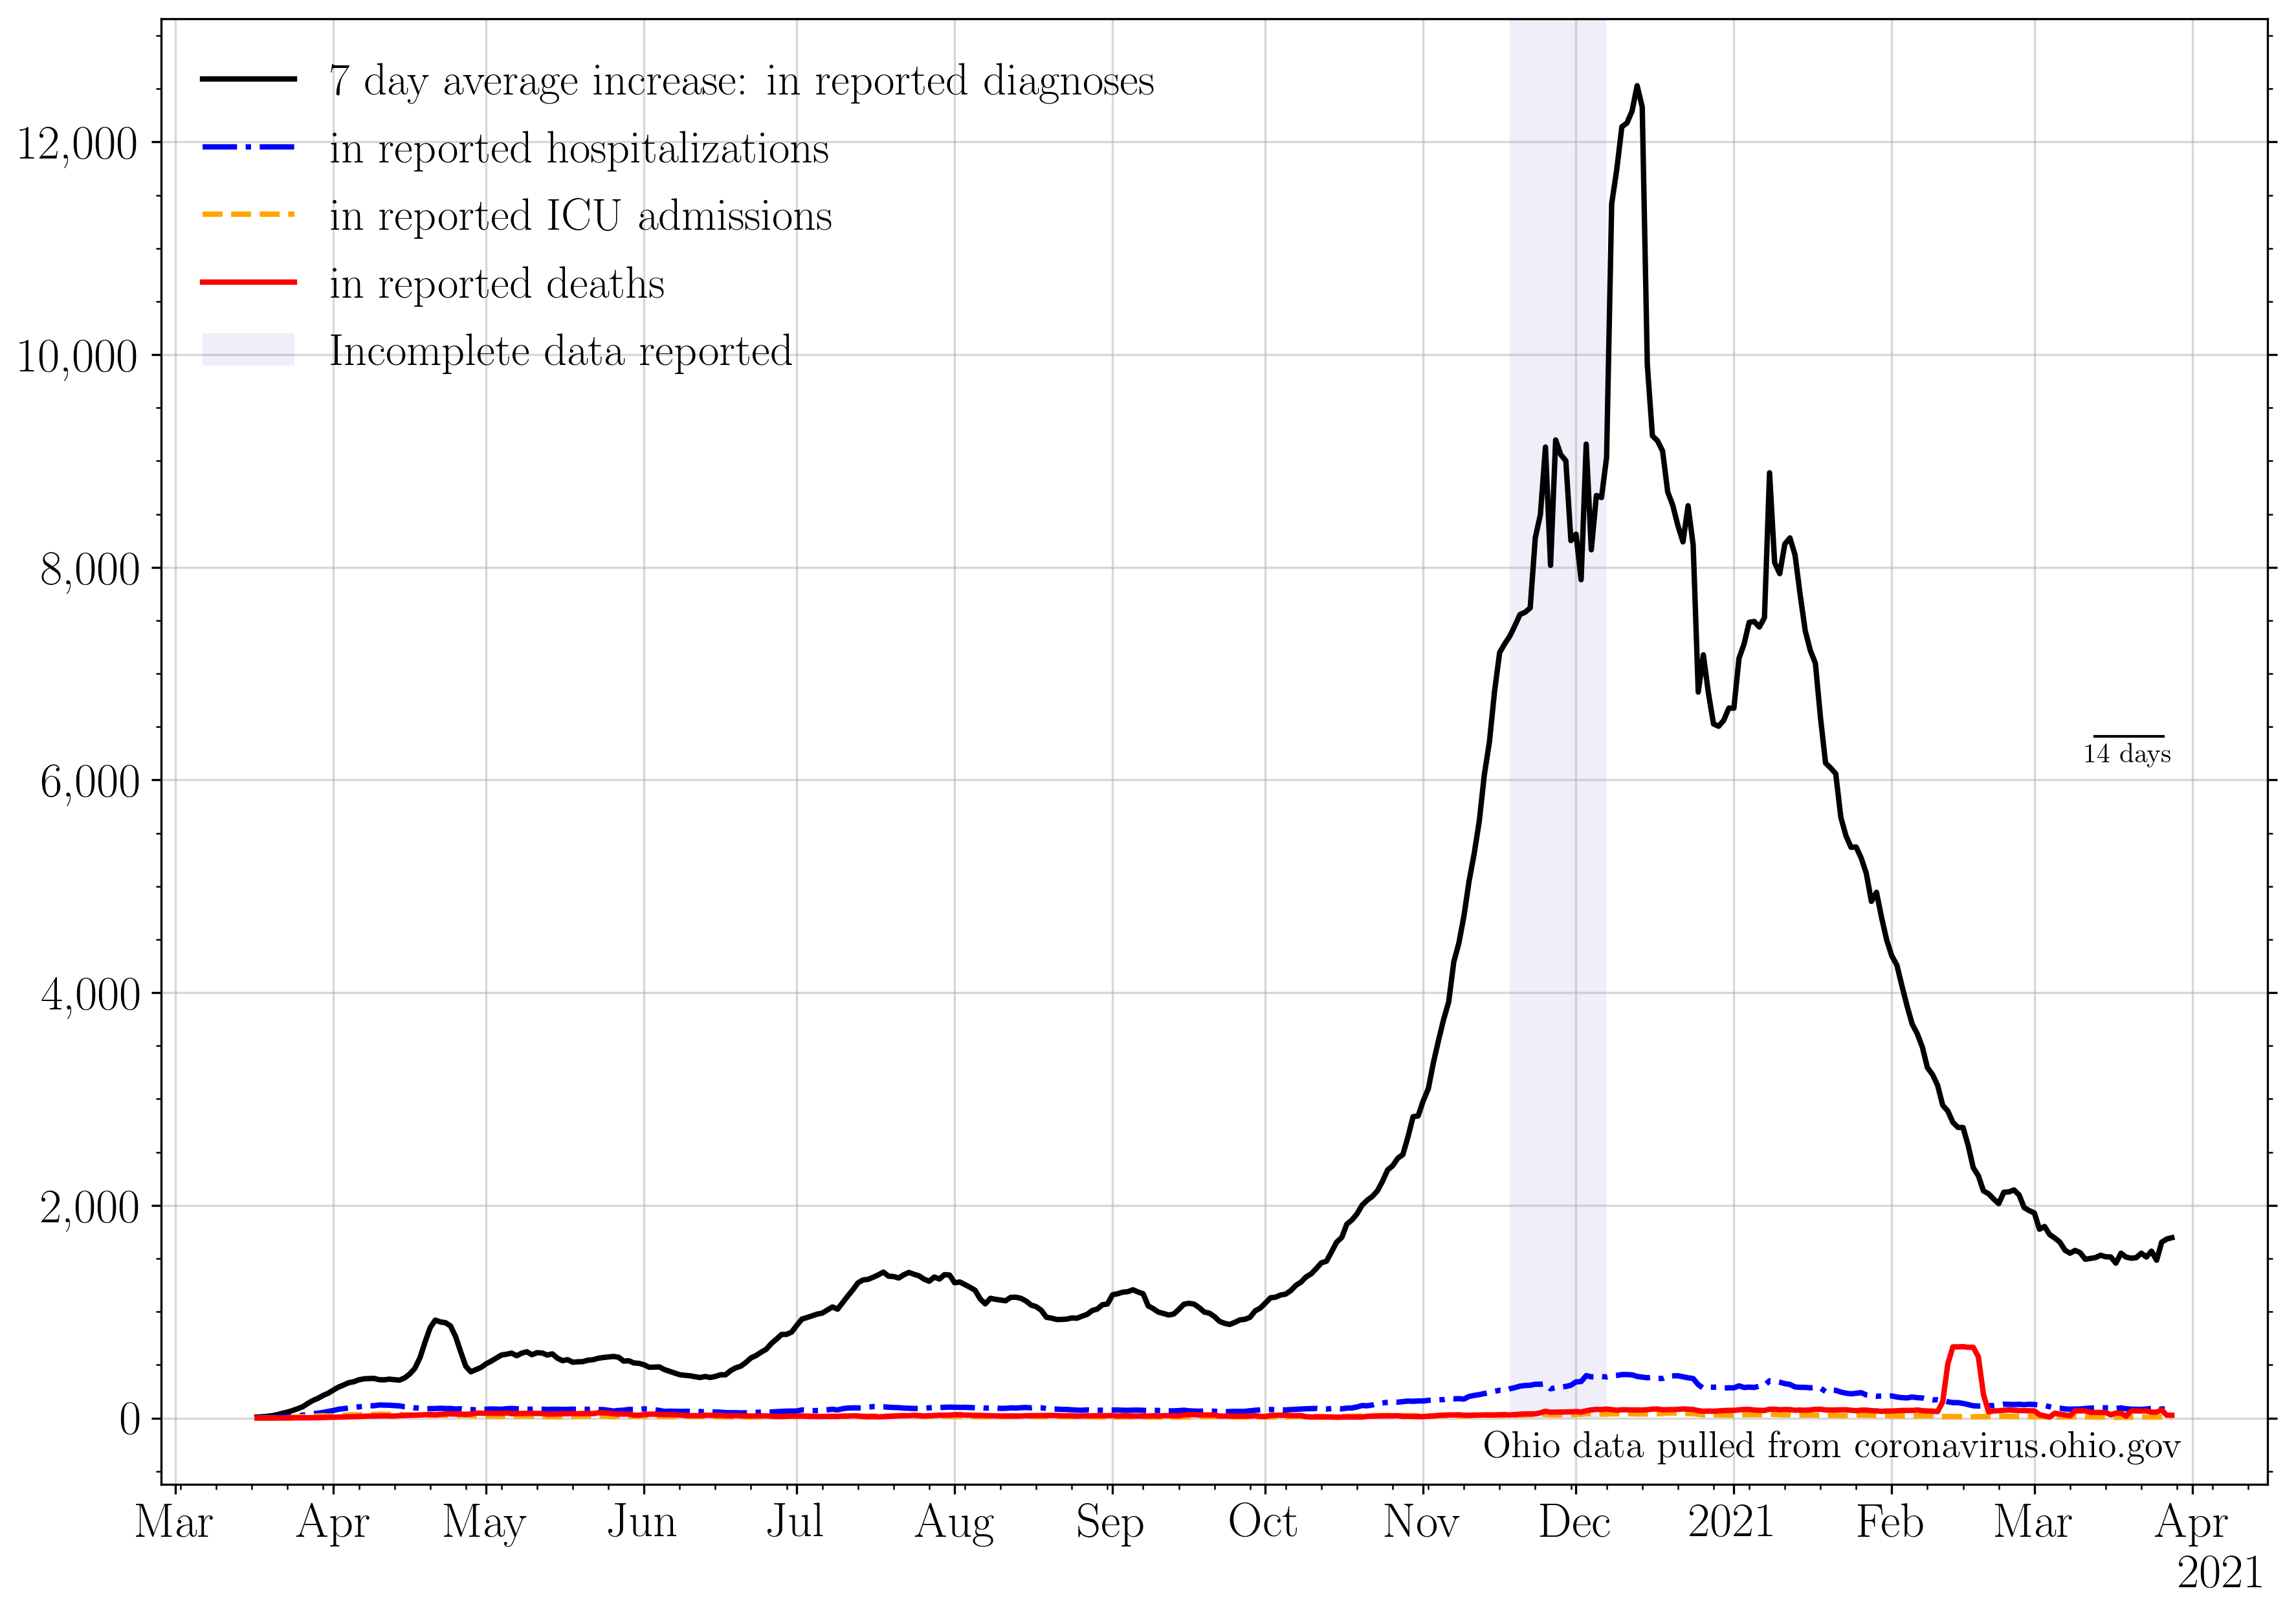 7 day average increase: in reported diagnoses
in reported hospitalizations
in reported ICU admissions
in reported deaths
Incomplete data reported
12,000
10,000
8,000
6,000
4,000
2,000
0
14 days
Ohio data pulled from coronavirus.ohio.gov
Mar Apr May Jun Jul Aug Sep Oct Nov Dec 2021 Feb Mar Apr
2021